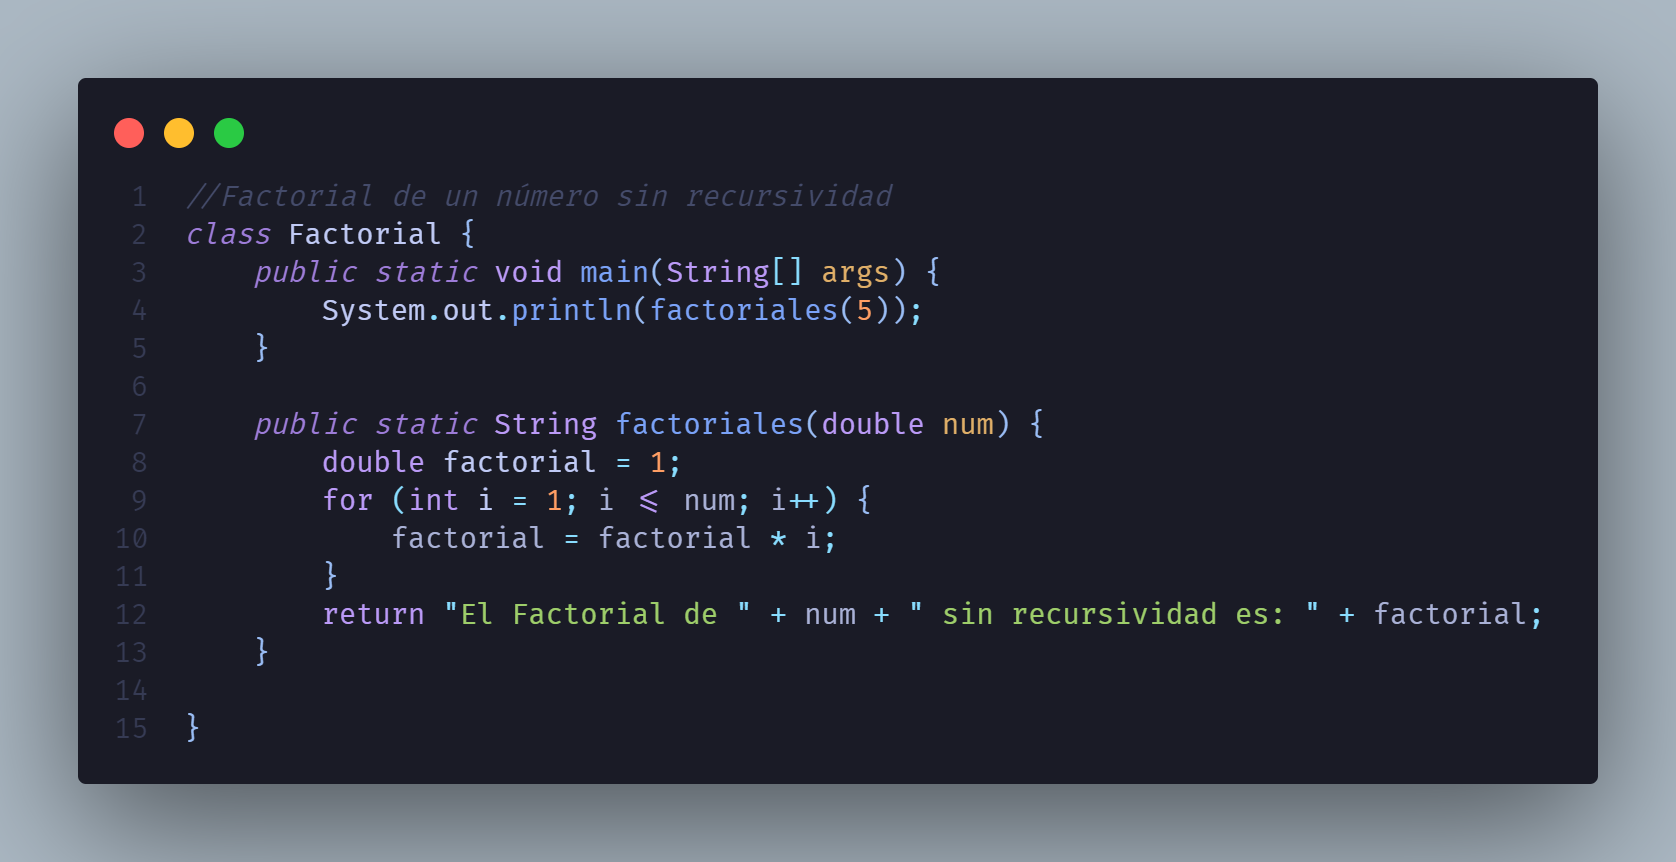 1 //Factorial de un número sin recursividad
2 class Factorial {
3     public static void main(String[] args) {
4         System.out.println(factoriales(5));
5     }
6
7     public static String factoriales(double num) {
8         double factorial = 1;
9         for (int i = 1; i <= num; i++) {
10             factorial = factorial * i;
11         }
12         return "El Factorial de " + num + " sin recursividad es: " + factorial;
13     }
14
15 }